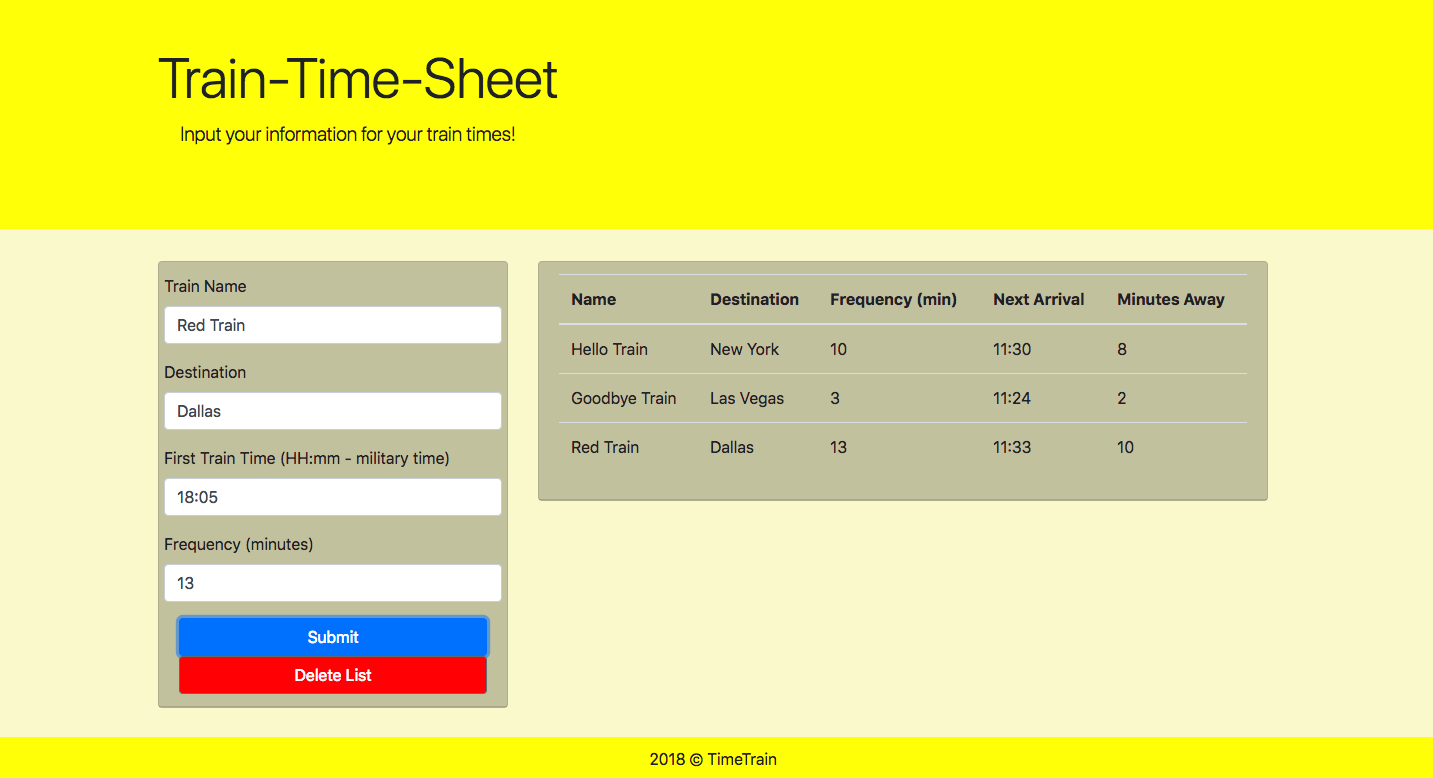 Train-Time-Sheet
Input your information for your train times!
Train Name
Red Train
Destination
Dallas
First Train Time (HH:mm - military time)
18:05
Frequency (minutes)
13
Submit
Delete List
Name Destination Frequency (min) Next Arrival Minutes Away
Hello Train New York 10 11:30 8
Goodbye Train Las Vegas 3 11:24 2
Red Train Dallas 13 11:33 10
2018 © TimeTrain